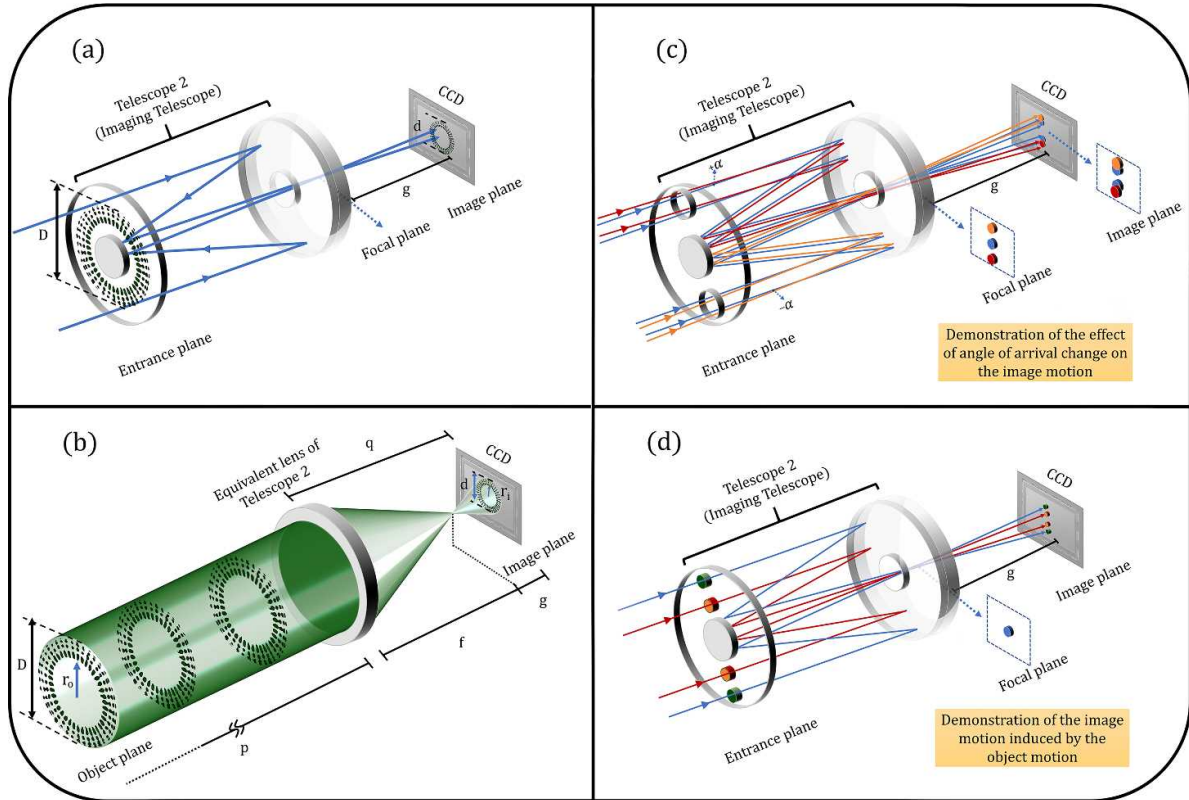 (a)
Telescope 2
(Imaging Telescope)
CCD
d
g
Image plane
D
Focal plane
Entrance plane
(c)
Telescope 2
(Imaging Telescope)
CCD
+α
g
Image plane
Focal plane
-α
Entrance plane
Demonstration of the effect
of angle of arrival change on
the image motion
(b)
Equivalent lens of
Telescope 2
q
CCD
d
ri
Image plane
g
f
D
ro
Object plane
p
(d)
Telescope 2
(Imaging Telescope)
CCD
g
Image plane
Focal plane
Entrance plane
Demonstration of the image
motion induced by the
object motion